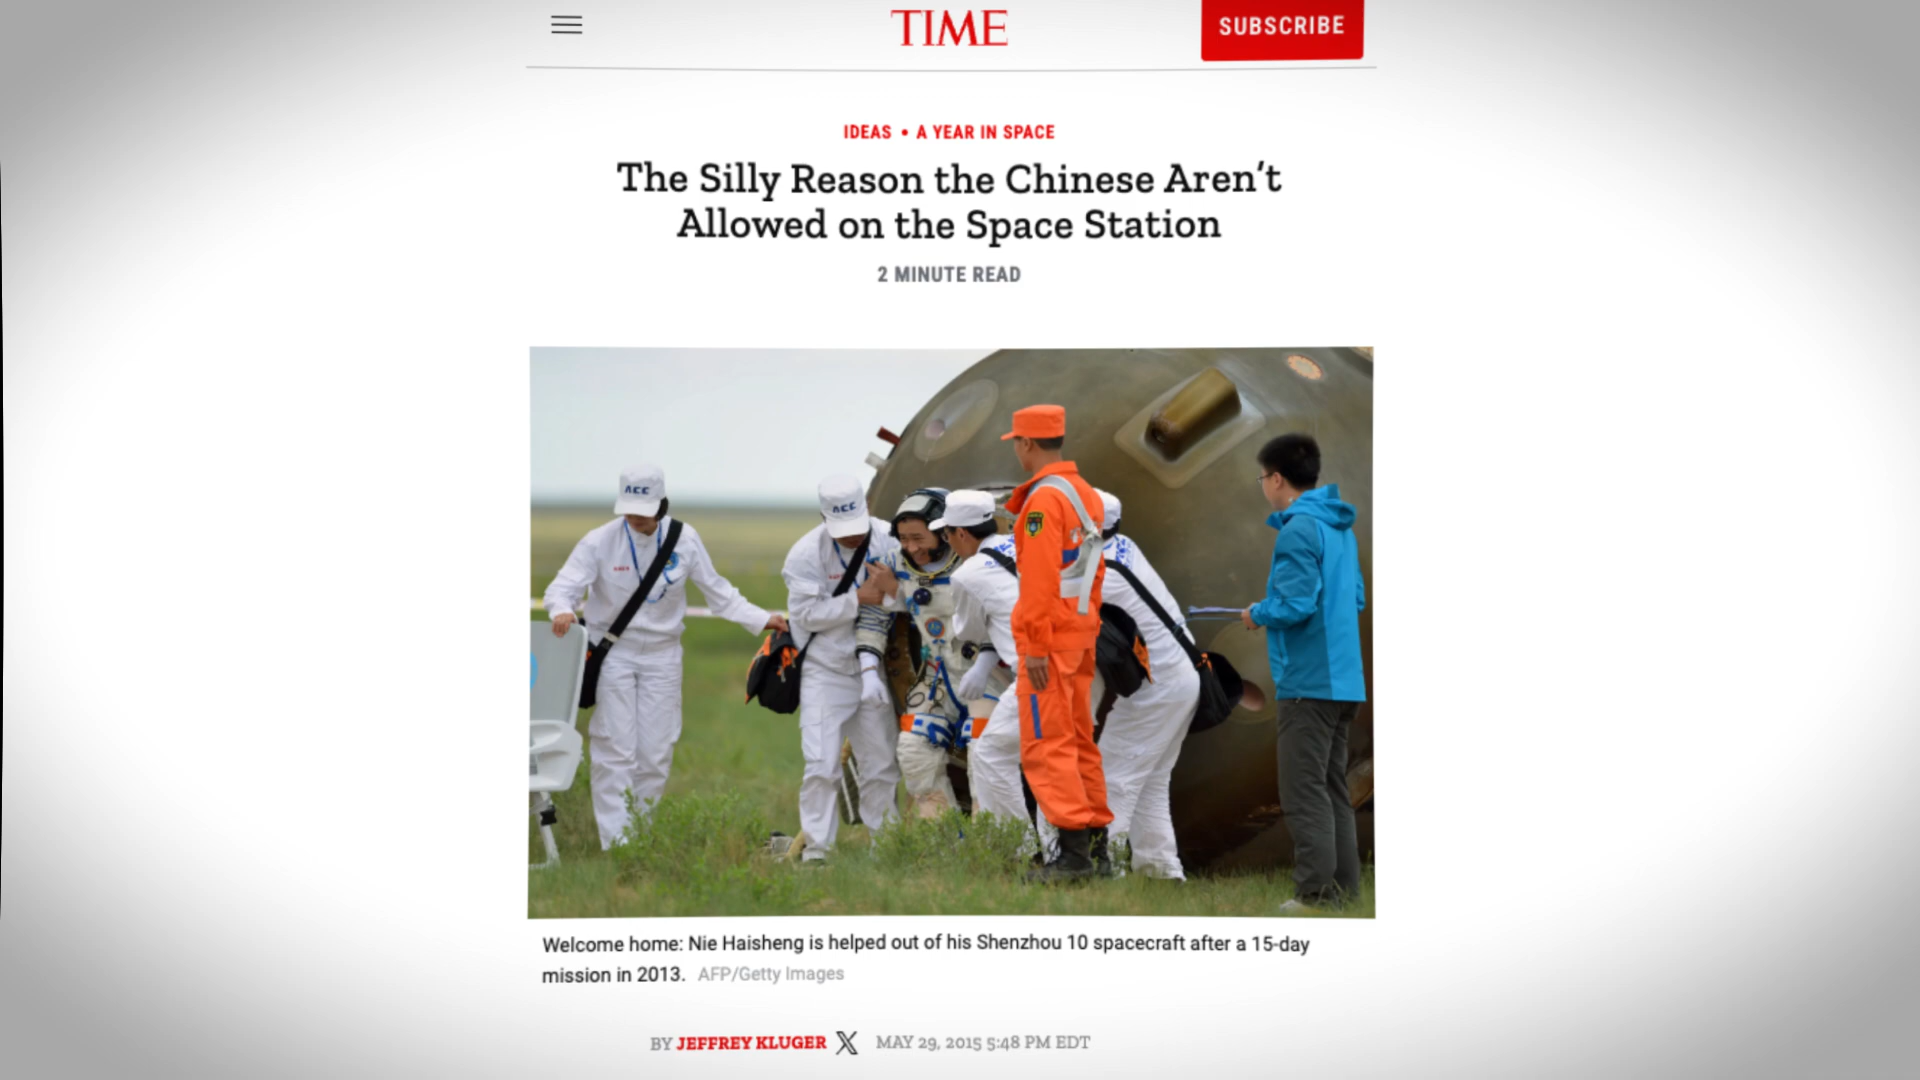 TIME
SUBSCRIBE
IDEAS • A YEAR IN SPACE
The Silly Reason the Chinese Aren't
Allowed on the Space Station
2 MINUTE READ
ACC
ACC
Welcome home: Nie Haisheng is helped out of his Shenzhou 10 spacecraft after a 15-day
mission in 2013. AFP/Getty Images
BY JEFFREY KLUGER X MAY 29, 2015 5:48 PM EDT